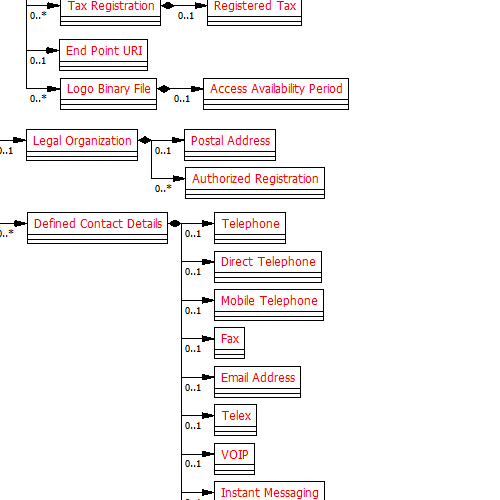 Tax Registration
Registered Tax
0..*
0..1
End Point URI
0..1
Logo Binary File
Access Availability Period
0..*
0..1
Legal Organization
Postal Address
0..1
0..1
Authorized Registration
0..*
Defined Contact Details
Telephone
0..*
0..1
Direct Telephone
0..1
Mobile Telephone
0..1
Fax
0..1
Email Address
0..1
Telex
0..1
VOIP
0..1
Instant Messaging
0..1